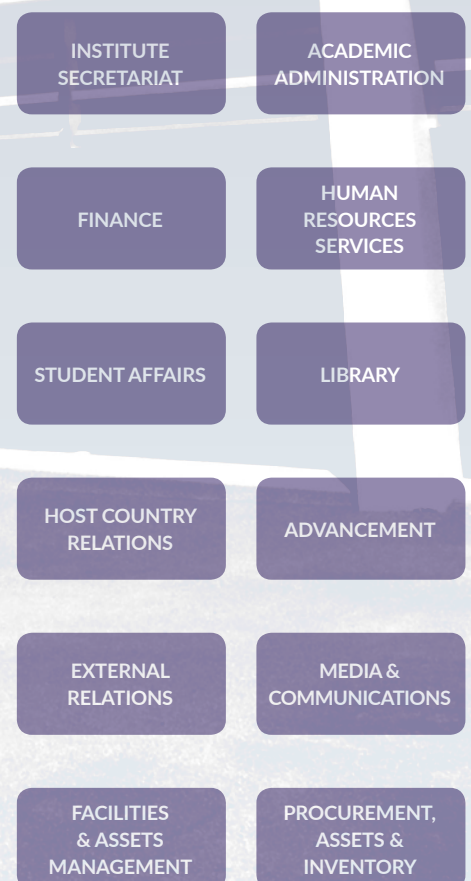 INSTITUTE
SECRETARIAT
ACADEMIC
ADMINISTRATION
FINANCE
HUMAN
RESOURCES
SERVICES
STUDENT AFFAIRS
LIBRARY
HOST COUNTRY
RELATIONS
ADVANCEMENT
EXTERNAL
RELATIONS
MEDIA &
COMMUNICATIONS
FACILITIES
& ASSETS
MANAGEMENT
PROCUREMENT,
ASSETS &
INVENTORY